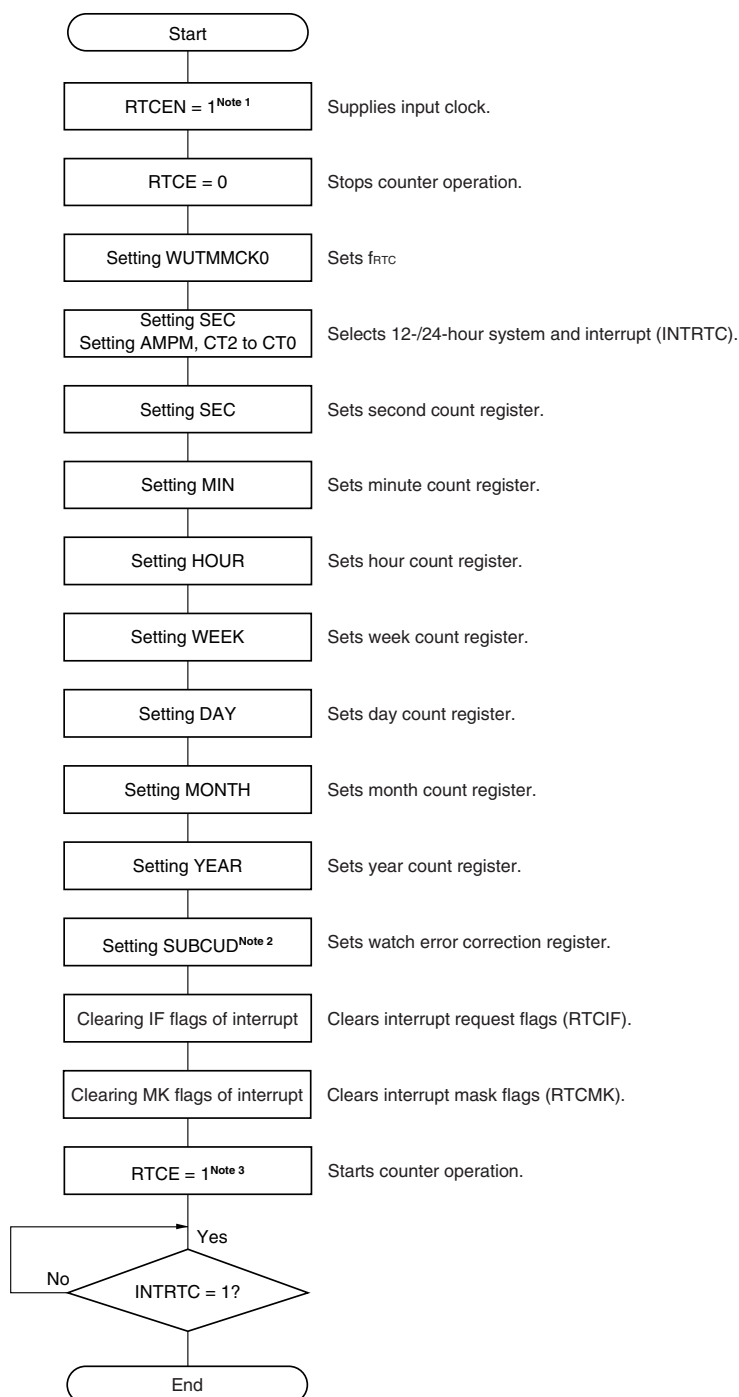 Start
RTCEN = 1Note 1
Supplies input clock.
RTCE = 0
Stops counter operation.
Setting WUTMMCK0
Sets fRTC
Setting SEC
Setting AMPM, CT2 to CT0
Selects 12-/24-hour system and interrupt (INTRTC).
Setting SEC
Sets second count register.
Setting MIN
Sets minute count register.
Setting HOUR
Sets hour count register.
Setting WEEK
Sets week count register.
Setting DAY
Sets day count register.
Setting MONTH
Sets month count register.
Setting YEAR
Sets year count register.
Setting SUBCUDNote 2
Sets watch error correction register.
Clearing IF flags of interrupt
Clears interrupt request flags (RTCIF).
Clearing MK flags of interrupt
Clears interrupt mask flags (RTCMK).
RTCE = 1Note 3
Starts counter operation.
Yes
No
INTRTC = 1?
End